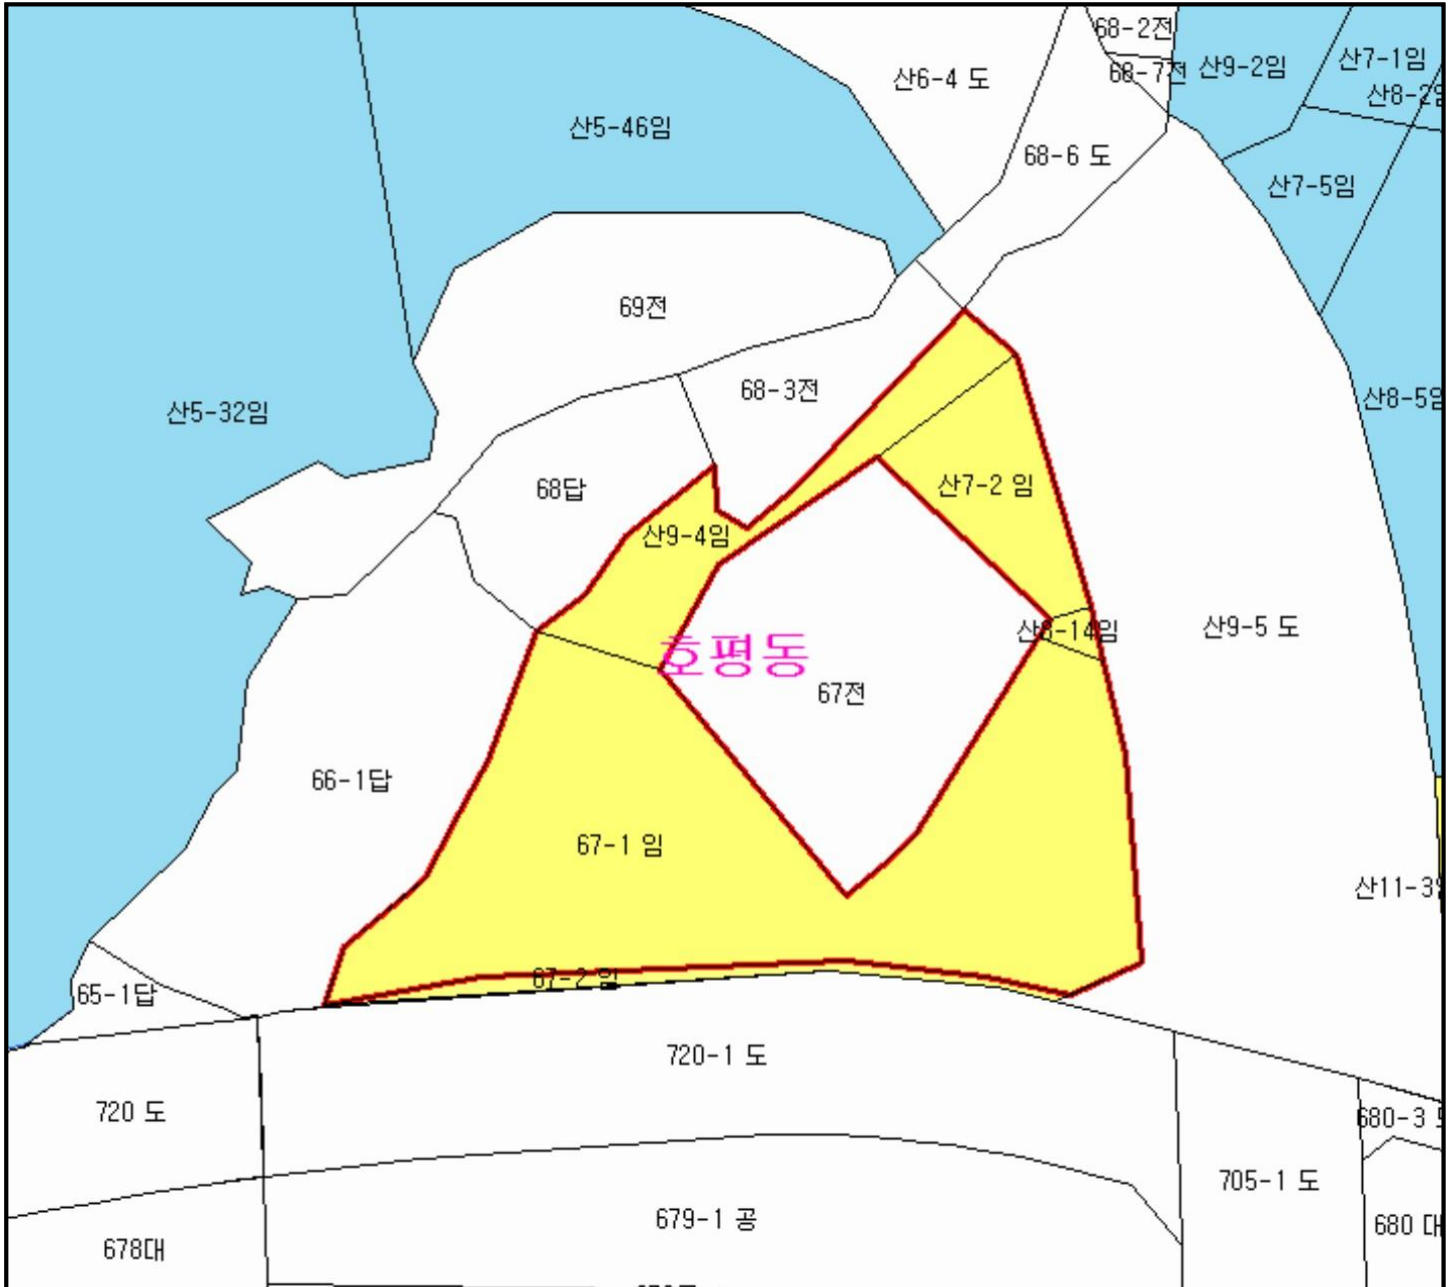 68-2전
산6-4 도
68-7전
산9-2임
산7-1임
산8-2임
산5-46임
68-6 도
산7-5임
69전
산5-32임
68-3전
산8-5임
68답
산7-2 임
산9-4임
산9-5 도
호평동
67전
66-1답
67-1 임
67-2 임
65-1답
720-1 도
720 도
705-1 도
679-1 공
680 대
678대